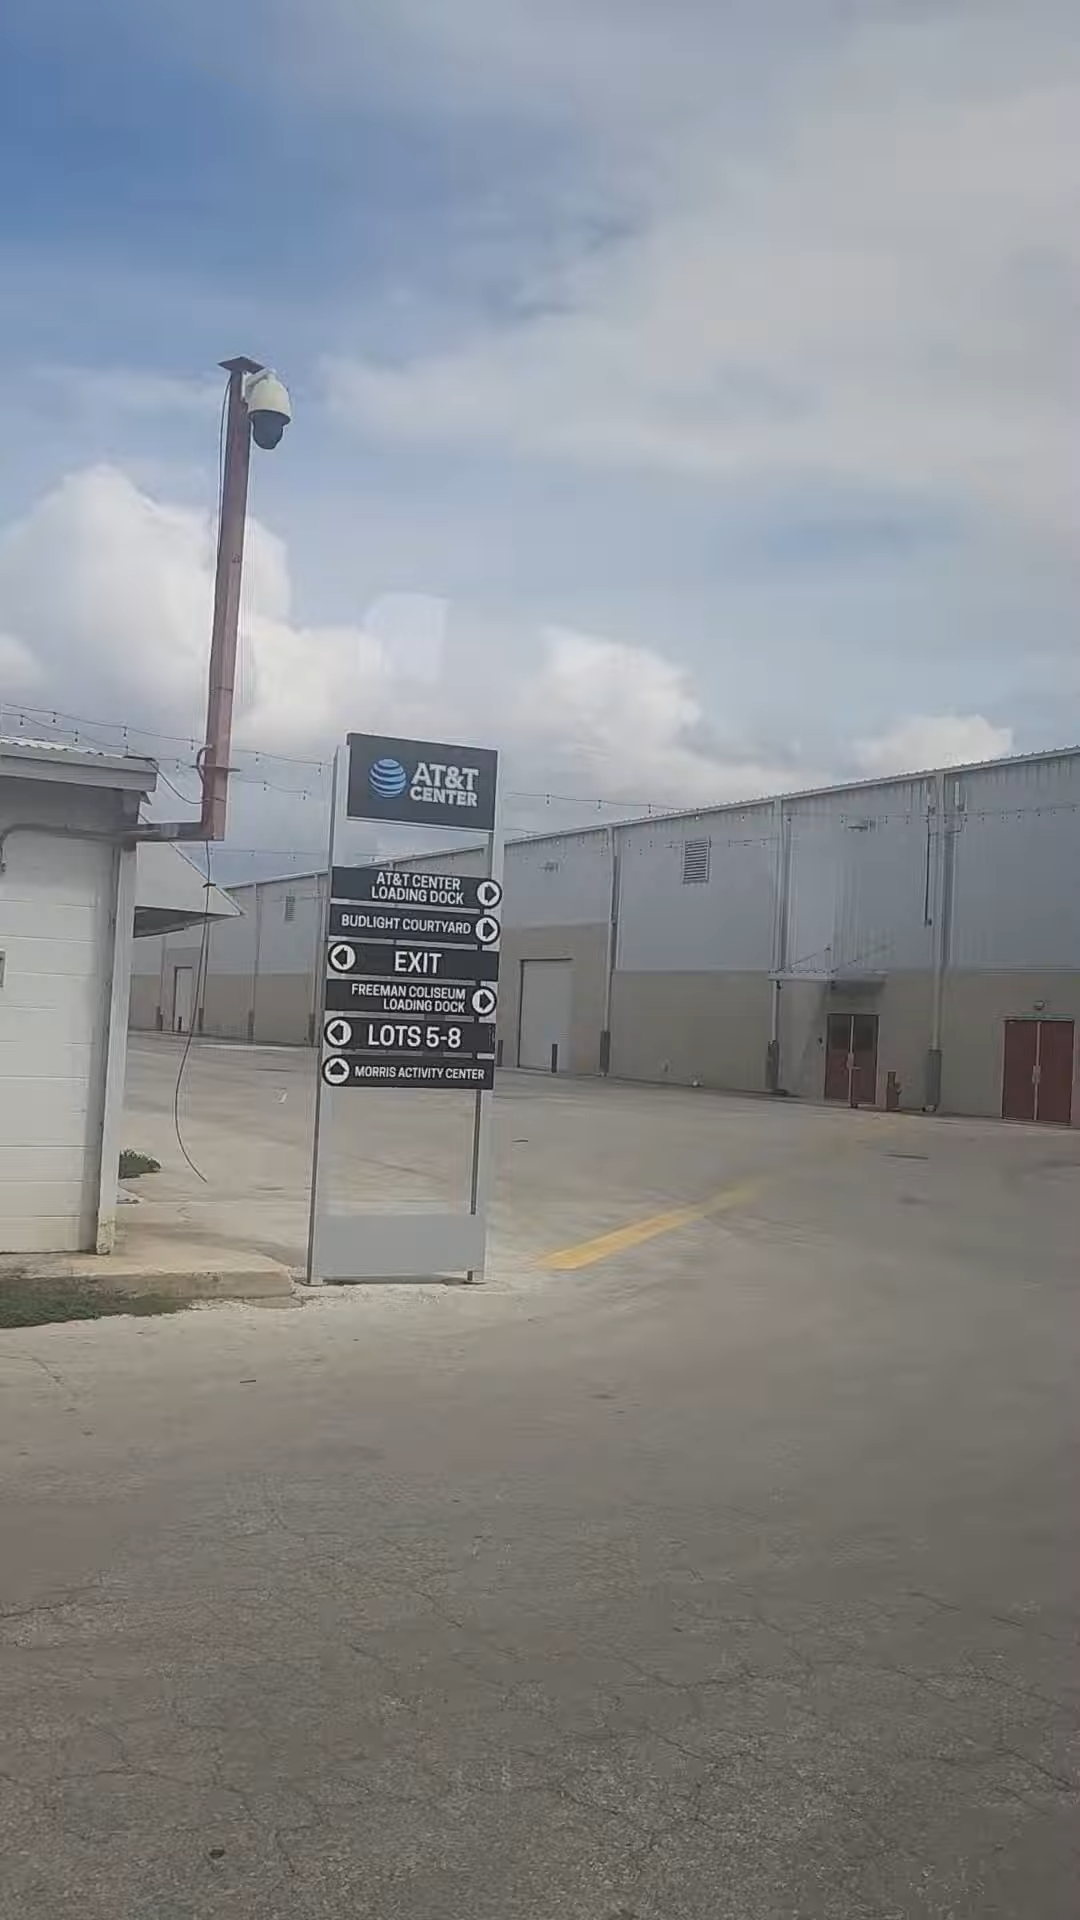 AT&T
CENTER
AT&T CENTER
LOADING DOCK
BUDLIGHT COURTYARD
EXIT
FREEMAN COLISEUM
LOADING DOCK
LOTS 5-8
MORRIS ACTIVITY CENTER